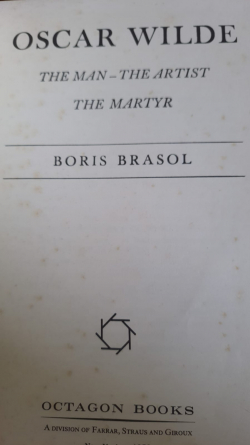 OSCAR WILDE
THE MAN – THE ARTIST
THE MARTYR
BORIS BRASOL
OCTAGON BOOKS
A DIVISION OF FARRAR, STRAUS AND GIROUX